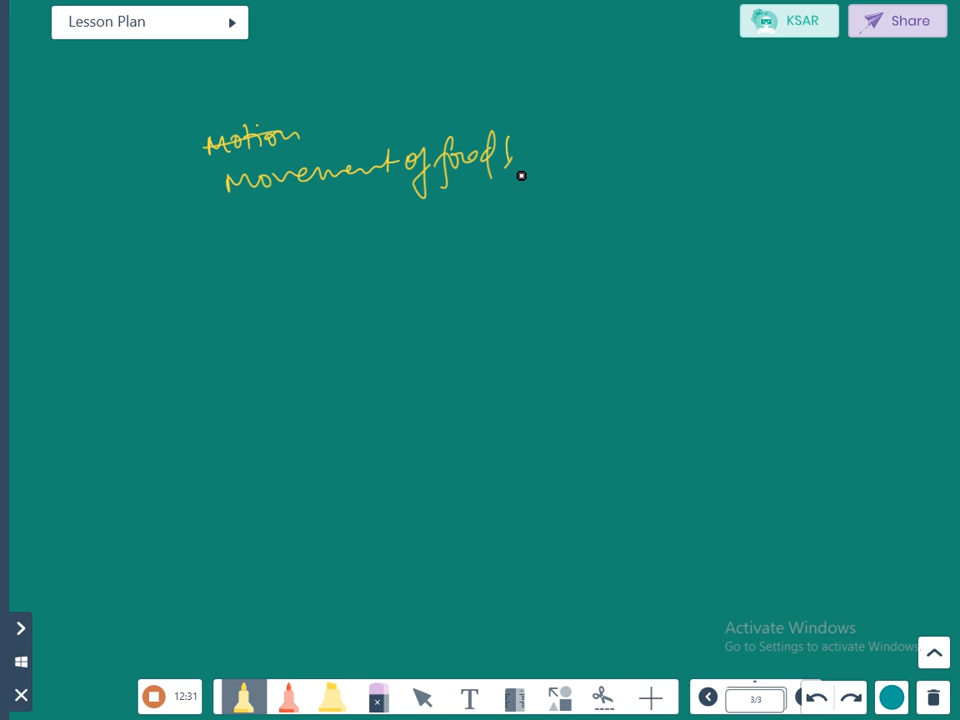 Lesson Plan
KSAR
Share
Motion
Movement of food
Activate Windows
Go to Settings to activate Windows.
12:31
T
3/3